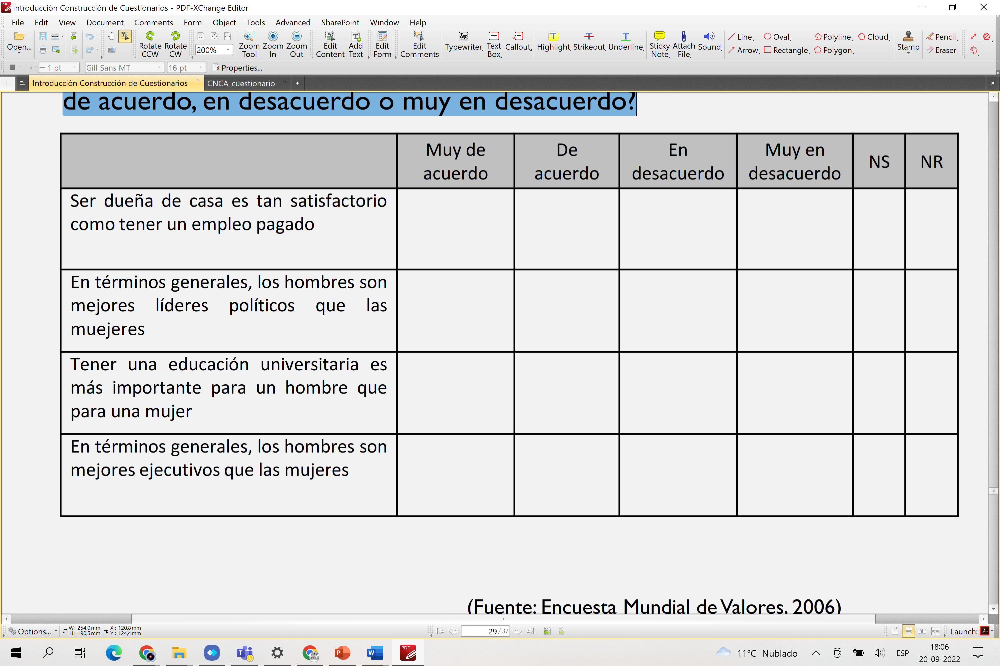 Introducción Construcción de Cuestionarios - PDF-XChange Editor
File Edit View Document Comments Form Object Tools Advanced SharePoint Window Help
Open...
200%
Rotate CCW
Rotate CW
Zoom Tool
Zoom In
Zoom Out
Edit Content
Add Text
Edit Form
Edit Comments
Typewriter
Text Box
Callout
Highlight
Strikeout
Underline
Sticky Note
Attach File
Sound
Line
Arrow
Oval
Rectangle
Polyline
Polygon
Cloud
Stamp
Pencil
Eraser
1 pt
Gill Sans MT
16 pt
Properties...
Introducción Construcción de Cuestionarios
CNCA_cuestionario
de acuerdo, en desacuerdo o muy en desacuerdo?
Muy de acuerdo
De acuerdo
En desacuerdo
Muy en desacuerdo
NS
NR
Ser dueña de casa es tan satisfactorio
como tener un empleo pagado
En términos generales, los hombres son
mejores líderes políticos que las
muejeres
Tener una educación universitaria es
más importante para un hombre que
para una mujer
En términos generales, los hombres son
mejores ejecutivos que las mujeres
(Fuente: Encuesta Mundial de Valores, 2006)
Options...
W: 254,0 mm
H: 190,5 mm
X: 120,8 mm
Y: 124,4 mm
29 / 37
Launch:
11°C Nublado
ESP
18:06
20-09-2022